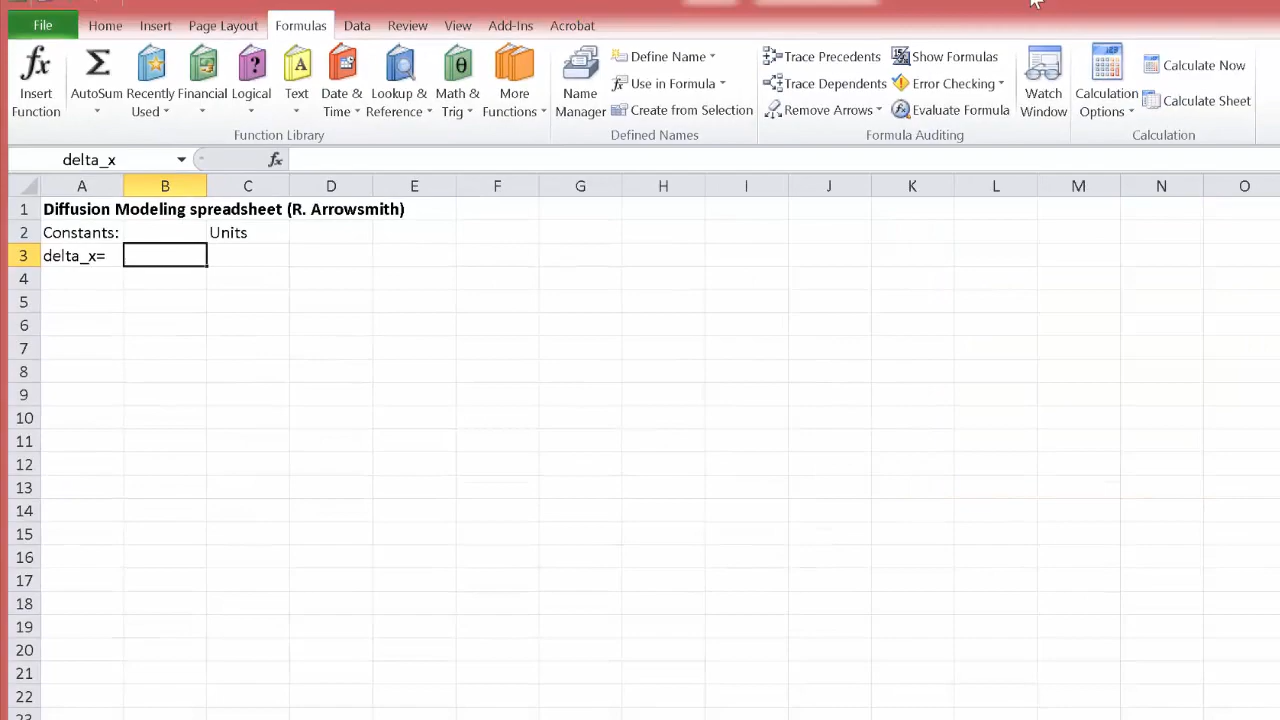 File Home Insert Page Layout Formulas Data Review View Add-Ins Acrobat
Insert Function
AutoSum
Recently Used
Financial
Logical
Text
Date & Time
Lookup & Reference
Math & Trig
More Functions
Function Library
Name Manager
Define Name
Use in Formula
Create from Selection
Defined Names
Trace Precedents
Trace Dependents
Remove Arrows
Show Formulas
Error Checking
Evaluate Formula
Formula Auditing
Watch Window
Calculation Options
Calculate Now
Calculate Sheet
Calculation
delta_x fx
A B C D E F G H I J K L M N O
1 Diffusion Modeling spreadsheet (R. Arrowsmith)
2 Constants: Units
3 delta_x=
4
5
6
7
8
9
10
11
12
13
14
15
16
17
18
19
20
21
22